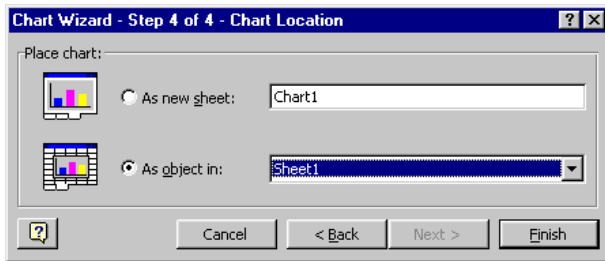 Chart Wizard - Step 4 of 4 - Chart Location
Place chart:
As new sheet: Chart1
As object in: Sheet1
Cancel < Back Next > Finish